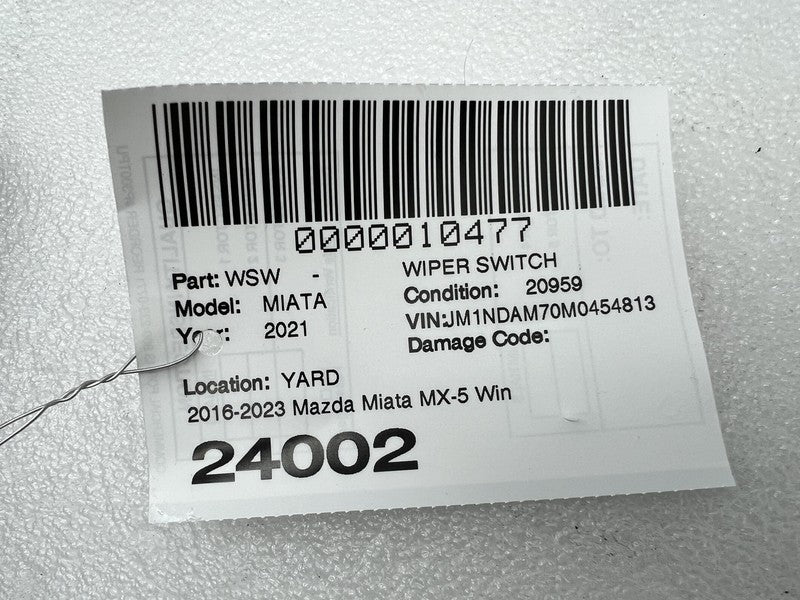 0000010477
Part: WSW - WIPER SWITCH
Model: MIATA Condition: 20959
Year: 2021 VIN:JM1NDAM70M0454813
Damage Code:
Location: YARD
2016-2023 Mazda Miata MX-5 Win
24002